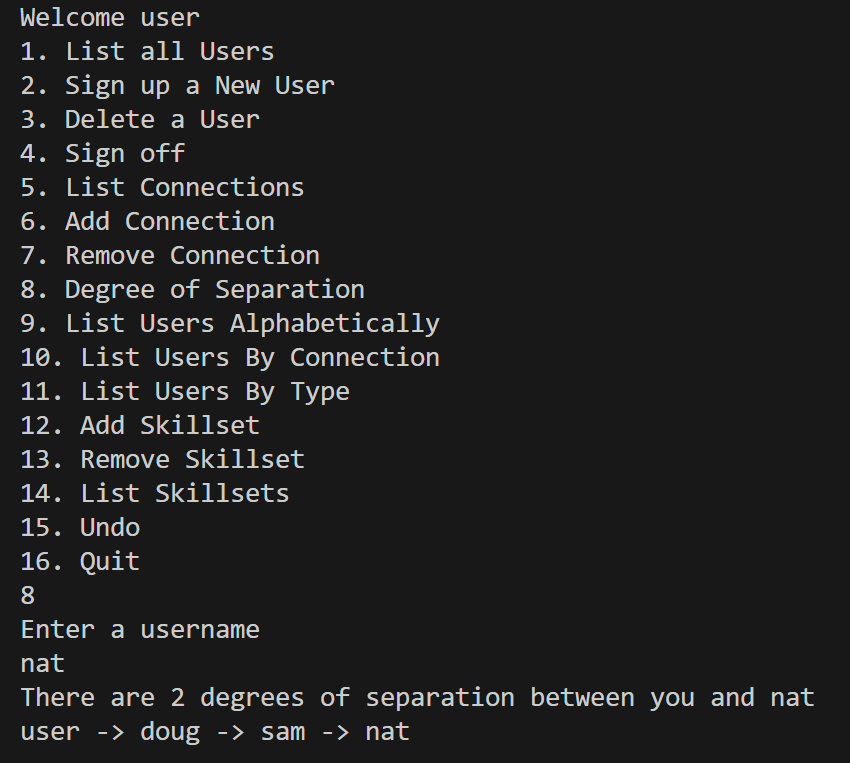 Welcome user
1. List all Users
2. Sign up a New User
3. Delete a User
4. Sign off
5. List Connections
6. Add Connection
7. Remove Connection
8. Degree of Separation
9. List Users Alphabetically
10. List Users By Connection
11. List Users By Type
12. Add Skillset
13. Remove Skillset
14. List Skillsets
15. Undo
16. Quit
8
Enter a username
nat
There are 2 degrees of separation between you and nat
user -> doug -> sam -> nat